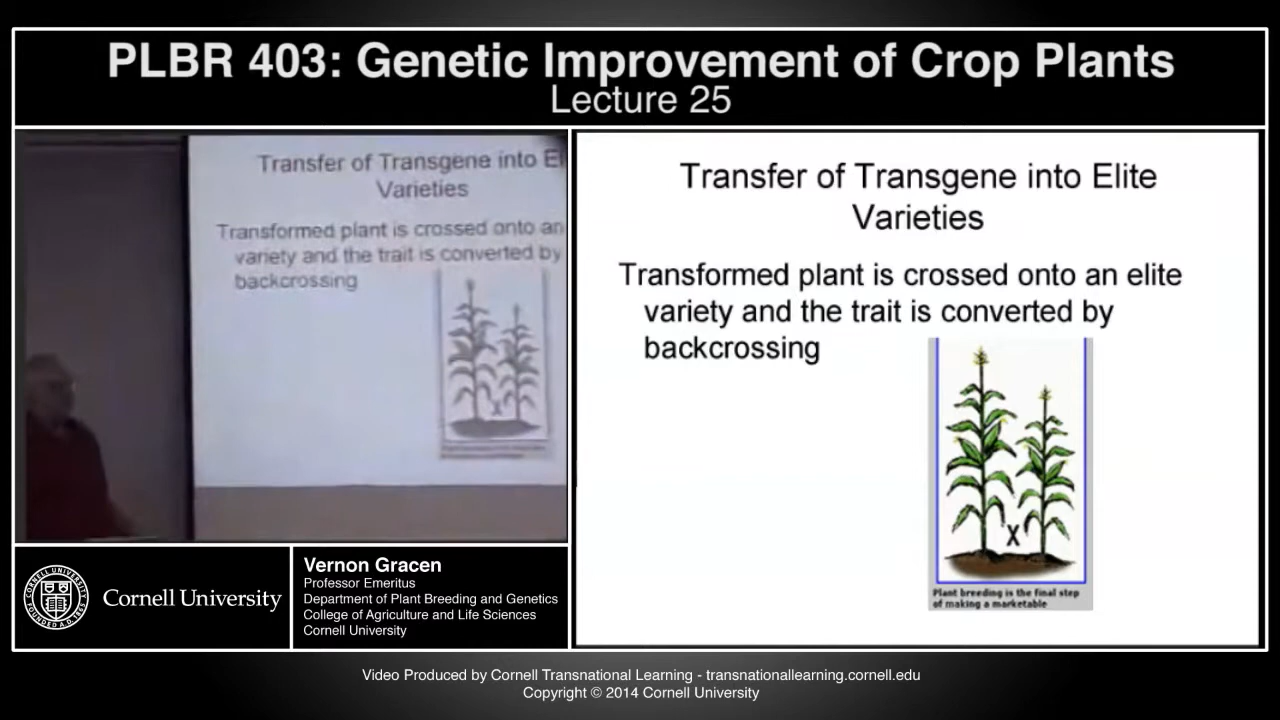 PLBR 403: Genetic Improvement of Crop Plants
Lecture 25
Transfer of Transgene into El
Varieties
Transformed plant is crossed onto an
variety and the trait is converted by
backcrossing
Transfer of Transgene into Elite
Varieties
Transformed plant is crossed onto an elite
variety and the trait is converted by
backcrossing
X
Plant breeding is the final step
of making a marketable
Cornell University
Vernon Gracen
Professor Emeritus
Department of Plant Breeding and Genetics
College of Agriculture and Life Sciences
Cornell University
Video Produced by Cornell Transnational Learning - transnationallearning.cornell.edu
Copyright © 2014 Cornell University